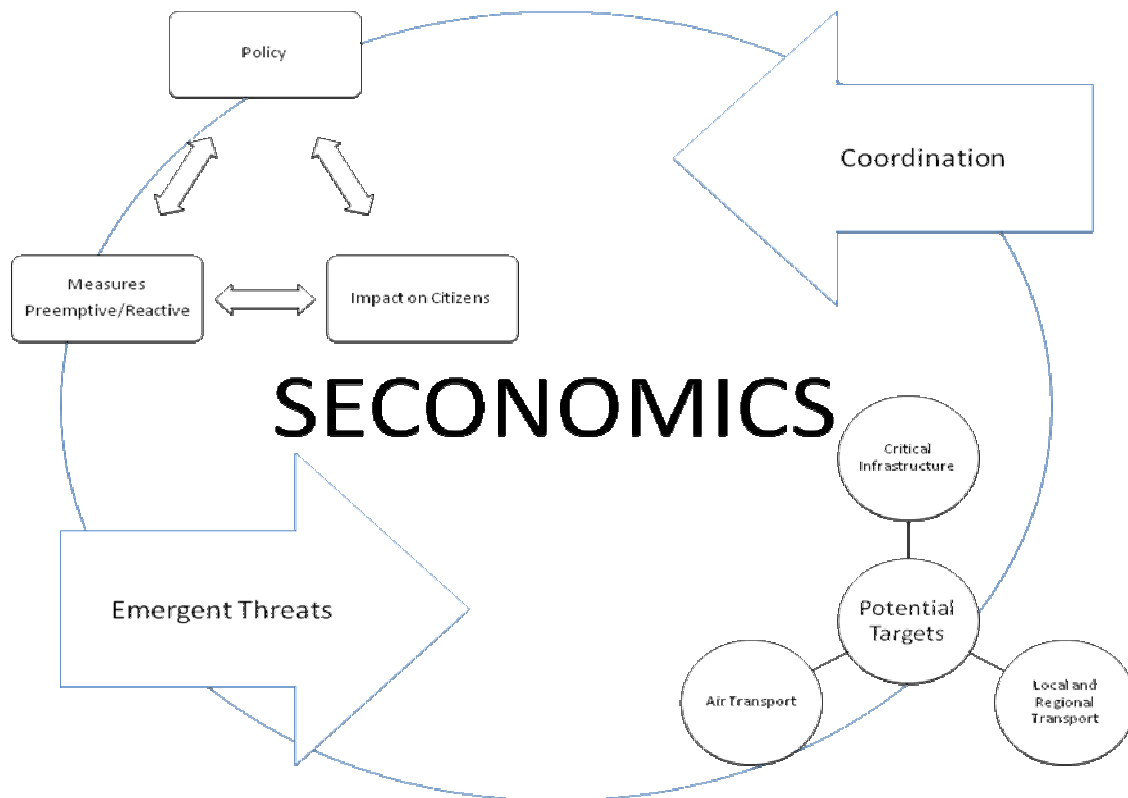 Policy
Coordination
Measures
Preemptive/Reactive
Impact on Citizens
SECONOMICS
Critical
Infrastructure
Emergent Threats
Potential
Targets
Air Transport
Local and
Regional
Transport